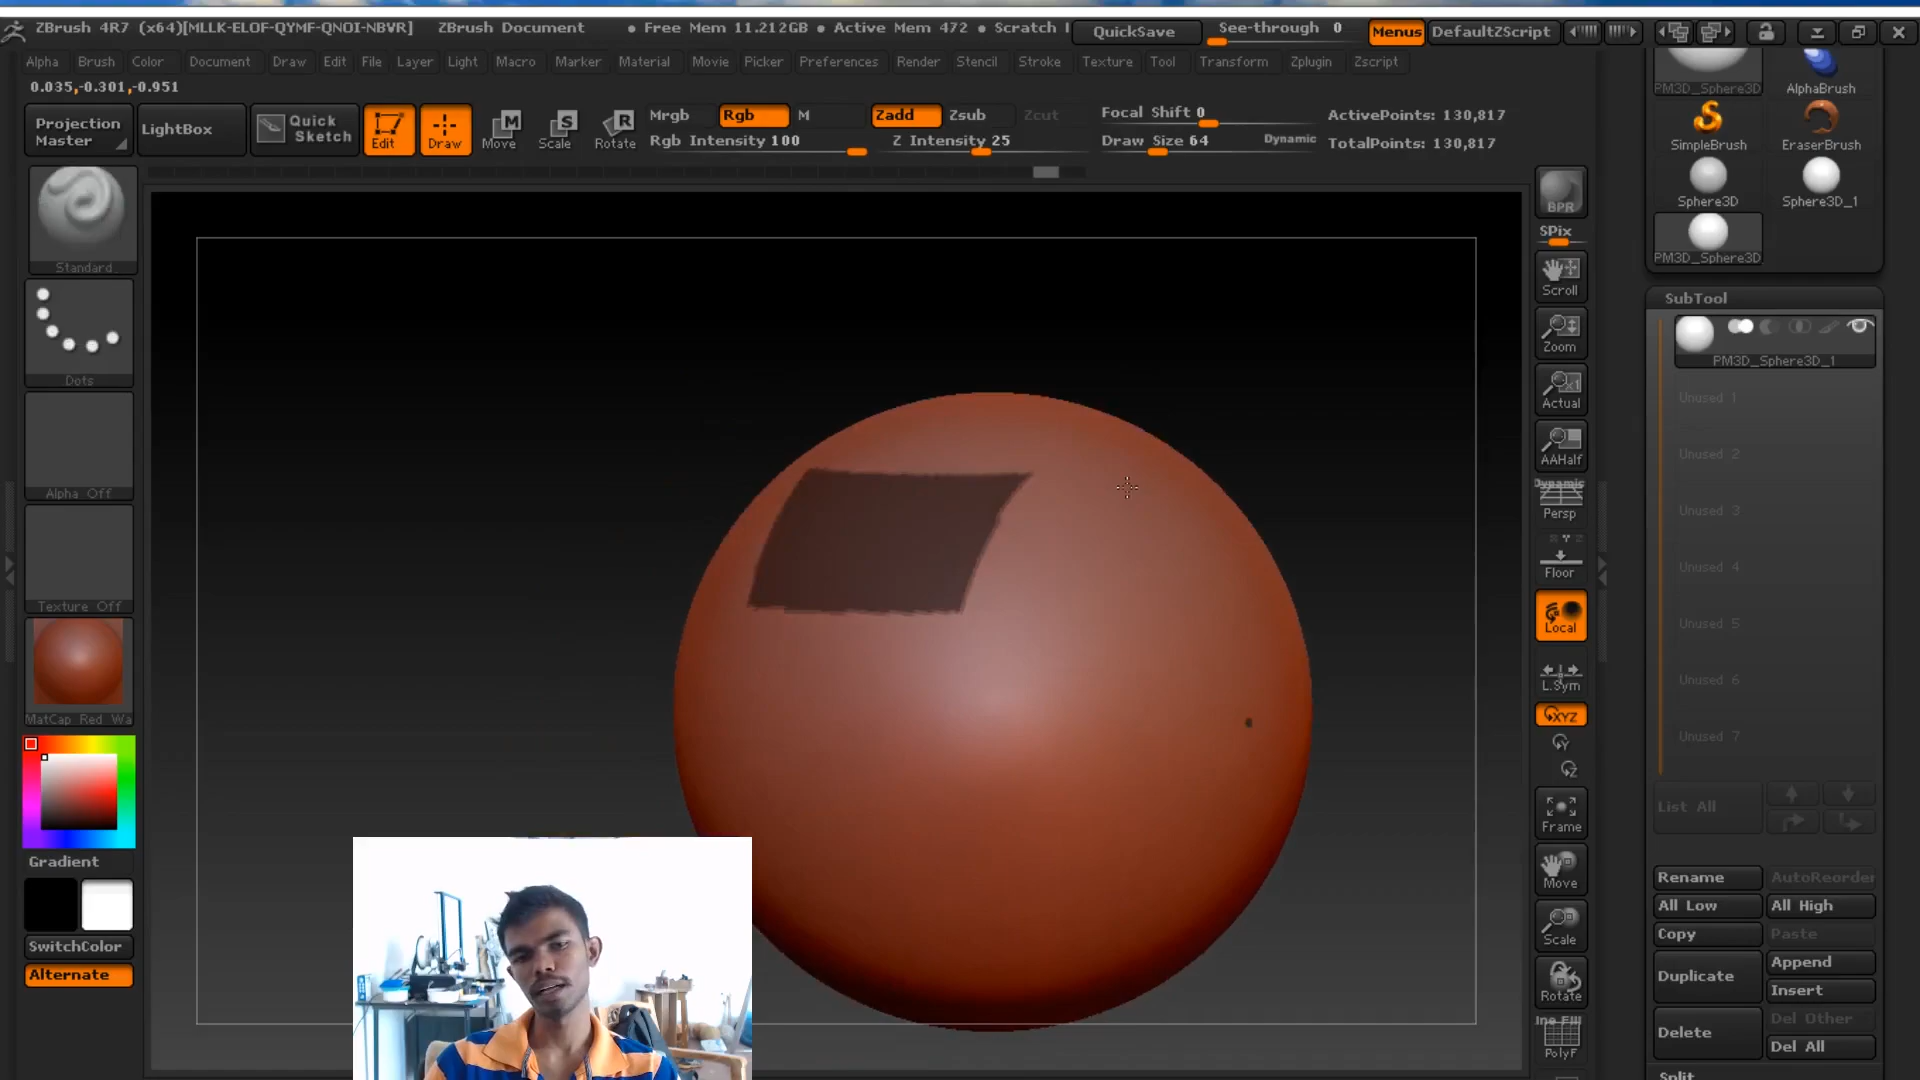 ZBrush 4R7 (x64)[MLLK-ELOF-QYMF-QNOI-NBVR] ZBrush Document • Free Mem 11.212GB • Active Mem 472 • Scratch QuickSave See-through 0 Menus DefaultZScript
Alpha Brush Color Document Draw Edit File Layer Light Macro Marker Material Movie Picker Preferences Render Stencil Stroke Texture Tool Transform Zplugin Zscript
0.035,-0.301,-0.951
Projection Master
LightBox
Quick Sketch
Edit
Draw
Move
Scale
Rotate
Mrgb Rgb M
Rgb Intensity 100
Zadd Zsub Zcut
Z Intensity 25
Focal Shift 0
Draw Size 64 Dynamic
ActivePoints: 130,817
TotalPoints: 130,817
Standard
Dots
Alpha Off
Texture Off
MatCap Red Wa
Gradient
SwitchColor
Alternate
BPR
SPix
Scroll
Zoom
Actual
AAHalf
Dynamic
Persp
Floor
Local
L.Sym
XYZ
Frame
Move
Scale
Rotate
PolyF
PM3D_Sphere3D AlphaBrush
SimpleBrush EraserBrush
Sphere3D Sphere3D_1
PM3D_Sphere3D
SubTool
PM3D_Sphere3D_1
Unused 1
Unused 2
Unused 3
Unused 4
Unused 5
Unused 6
Unused 7
List All
Rename AutoReorder
All Low All High
Copy Paste
Duplicate Append
Insert
Delete Del Other
Del All
Split